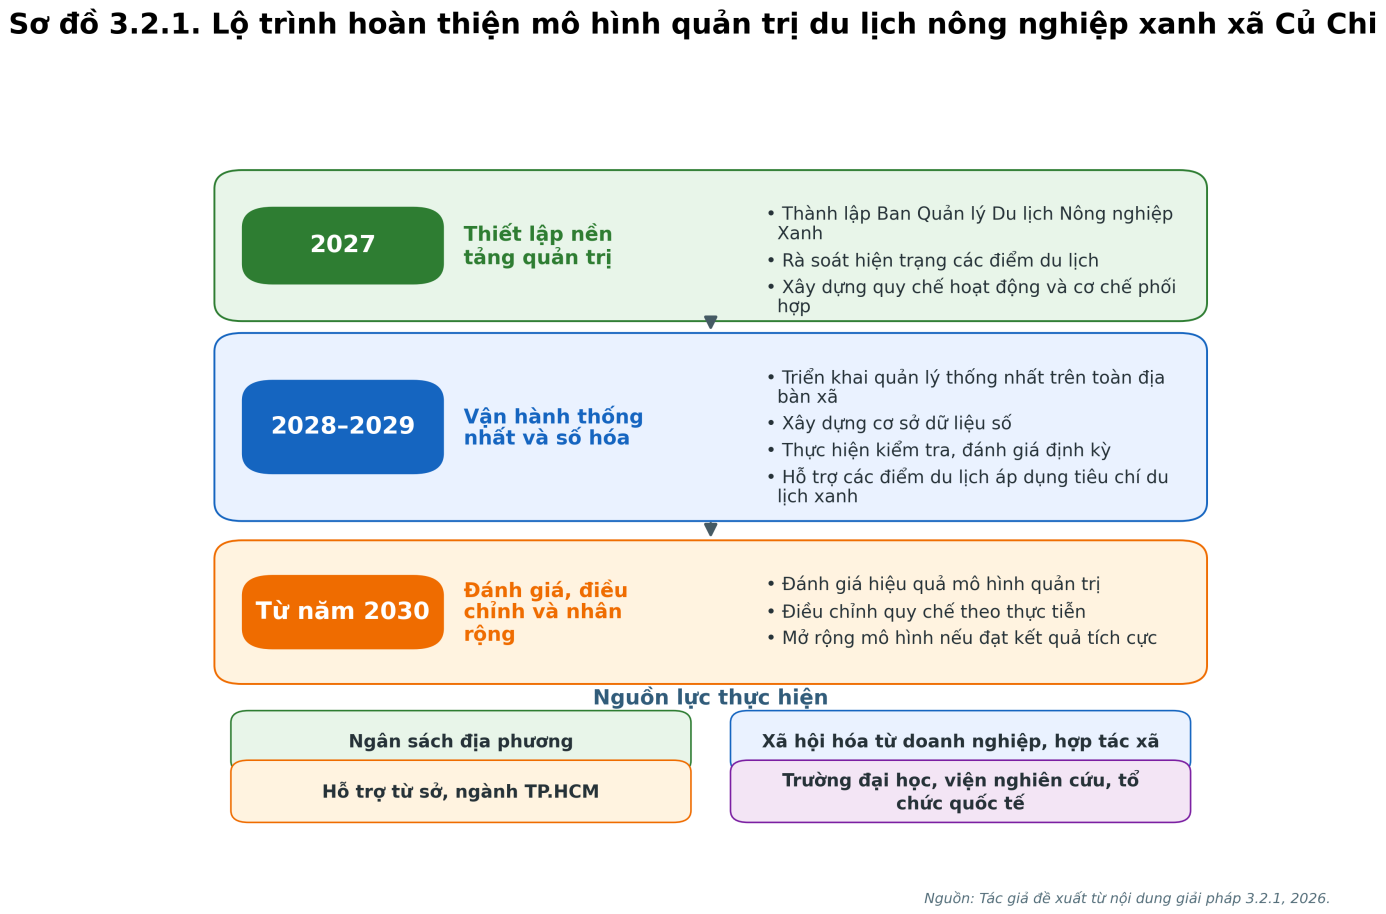 Sơ đồ 3.2.1. Lộ trình hoàn thiện mô hình quản trị du lịch nông nghiệp xanh xã Củ Chi
2027
Thiết lập nền
tảng quản trị
• Thành lập Ban Quản lý Du lịch Nông nghiệp
Xanh
• Rà soát hiện trạng các điểm du lịch
• Xây dựng quy chế hoạt động và cơ chế phối
hợp
2028–2029
Vận hành thống
nhất và số hóa
• Triển khai quản lý thống nhất trên toàn địa
bàn xã
• Xây dựng cơ sở dữ liệu số
• Thực hiện kiểm tra, đánh giá định kỳ
• Hỗ trợ các điểm du lịch áp dụng tiêu chí du
lịch xanh
Từ năm 2030
Đánh giá, điều
chỉnh và nhân
rộng
• Đánh giá hiệu quả mô hình quản trị
• Điều chỉnh quy chế theo thực tiễn
• Mở rộng mô hình nếu đạt kết quả tích cực
Nguồn lực thực hiện
Ngân sách địa phương
Xã hội hóa từ doanh nghiệp, hợp tác xã
Hỗ trợ từ sở, ngành TP.HCM
Trường đại học, viện nghiên cứu, tổ
chức quốc tế
Nguồn: Tác giả đề xuất từ nội dung giải pháp 3.2.1, 2026.